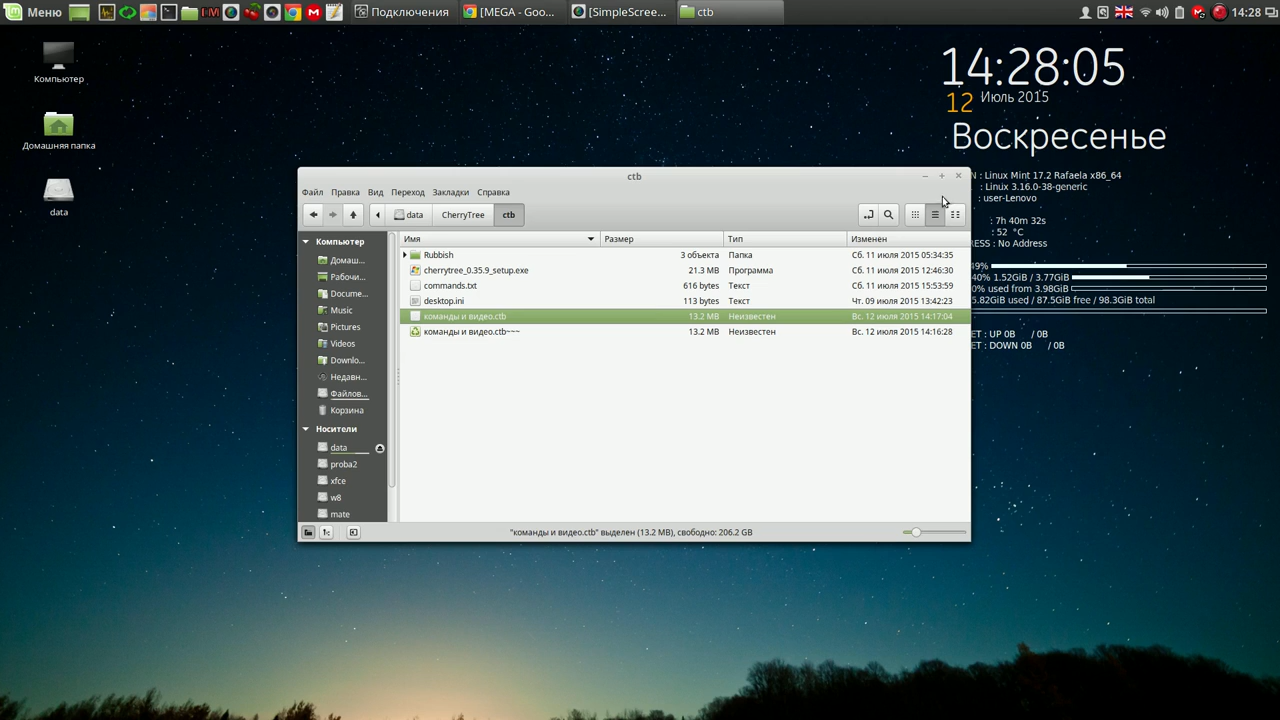 Меню
Подключения
[MEGA - Goo...
[SimpleScree...
ctb
14:28
Компьютер
Домашняя папка
data
14:28:05
12 Июль 2015
Воскресенье
N : Linux Mint 17.2 Rafaela x86_64
: Linux 3.16.0-38-generic
: user-Lenovo
: 7h 40m 32s
: 52 °C
RESS : No Address
49%
40% 1.52GiB / 3.77GiB
0% used from 3.98GiB
5.82GiB used / 87.5GiB free / 98.3GiB total
ET : UP 0B / 0B
ET : DOWN 0B / 0B
ctb
Файл Правка Вид Переход Закладки Справка
data CherryTree ctb
Компьютер
Домаш...
Рабочи...
Docume...
Music
Pictures
Videos
Downlo...
Недавн...
Файлов...
Корзина
Носители
data
proba2
xfce
w8
mate
Имя Размер Тип Изменен
Rubbish 3 объекта Папка Сб. 11 июля 2015 05:34:35
cherrytree_0.35.9_setup.exe 21.3 MB Программа Сб. 11 июля 2015 12:46:30
commands.txt 616 bytes Текст Сб. 11 июля 2015 15:53:59
desktop.ini 113 bytes Текст Чт. 09 июля 2015 13:42:23
команды и видео.ctb 13.2 MB Неизвестен Вс. 12 июля 2015 14:17:04
команды и видео.ctb~~~ 13.2 MB Неизвестен Вс. 12 июля 2015 14:16:28
"команды и видео.ctb" выделен (13.2 MB), свободно: 206.2 GB